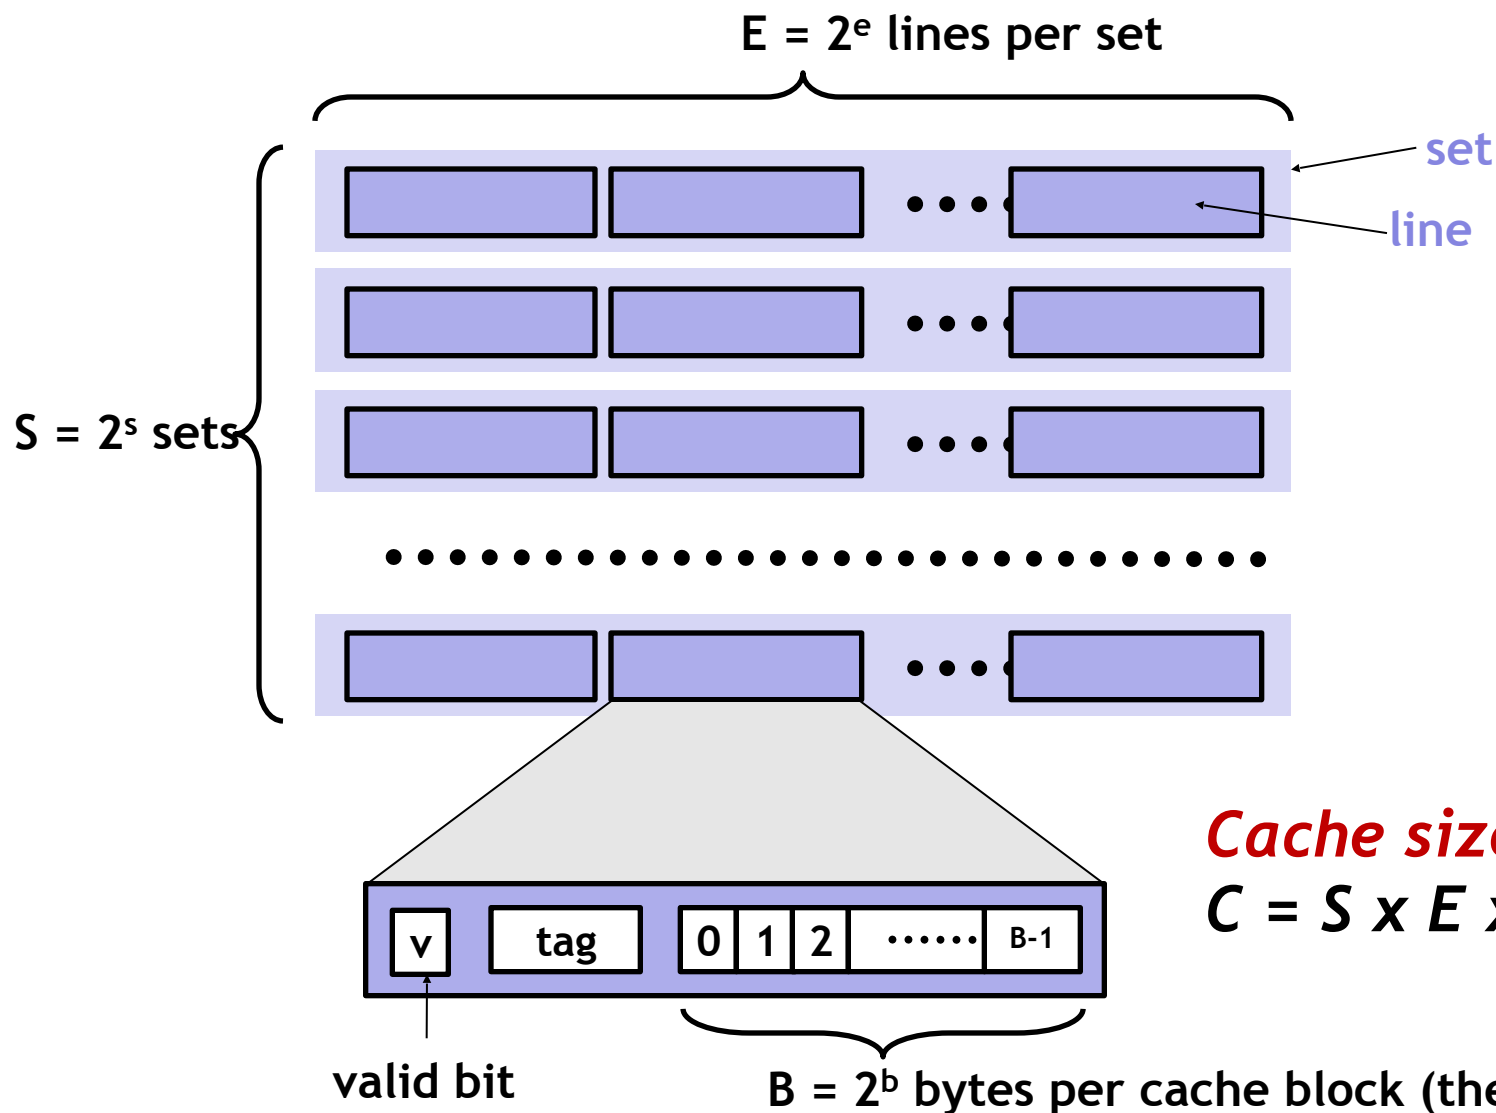 E = 2ᵉ lines per set
set
line
S = 2ˢ sets
Cache size
C = S x E x
v tag 0 1 2 ...... B-1
valid bit
B = 2ᵇ bytes per cache block (the